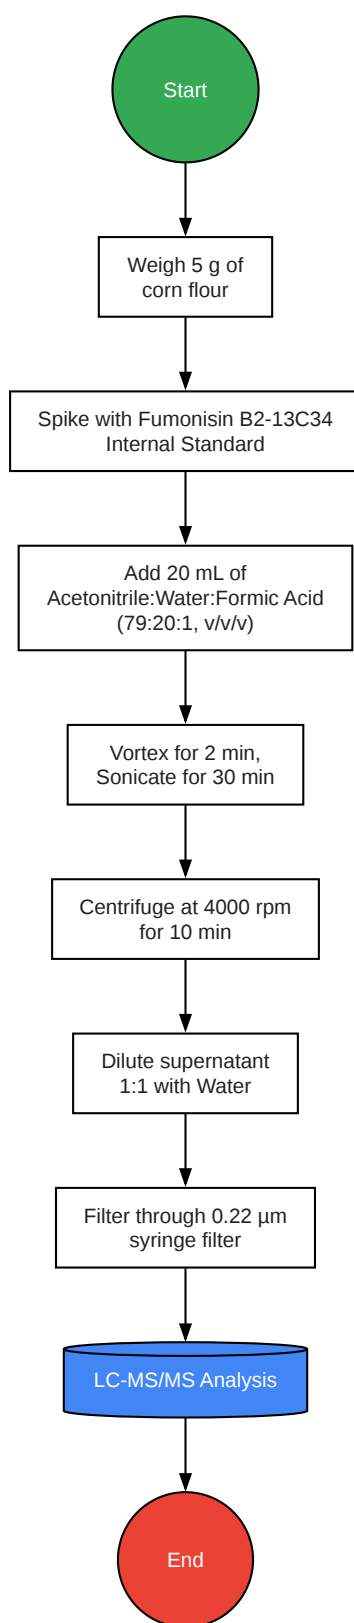 Start
Weigh 5 g of
corn flour
Spike with Fumonisin B2-13C34
Internal Standard
Add 20 mL of
Acetonitrile:Water:Formic Acid
(79:20:1, v/v/v)
Vortex for 2 min,
Sonicate for 30 min
Centrifuge at 4000 rpm
for 10 min
Dilute supernatant
1:1 with Water
Filter through 0.22 µm
syringe filter
LC-MS/MS Analysis
End